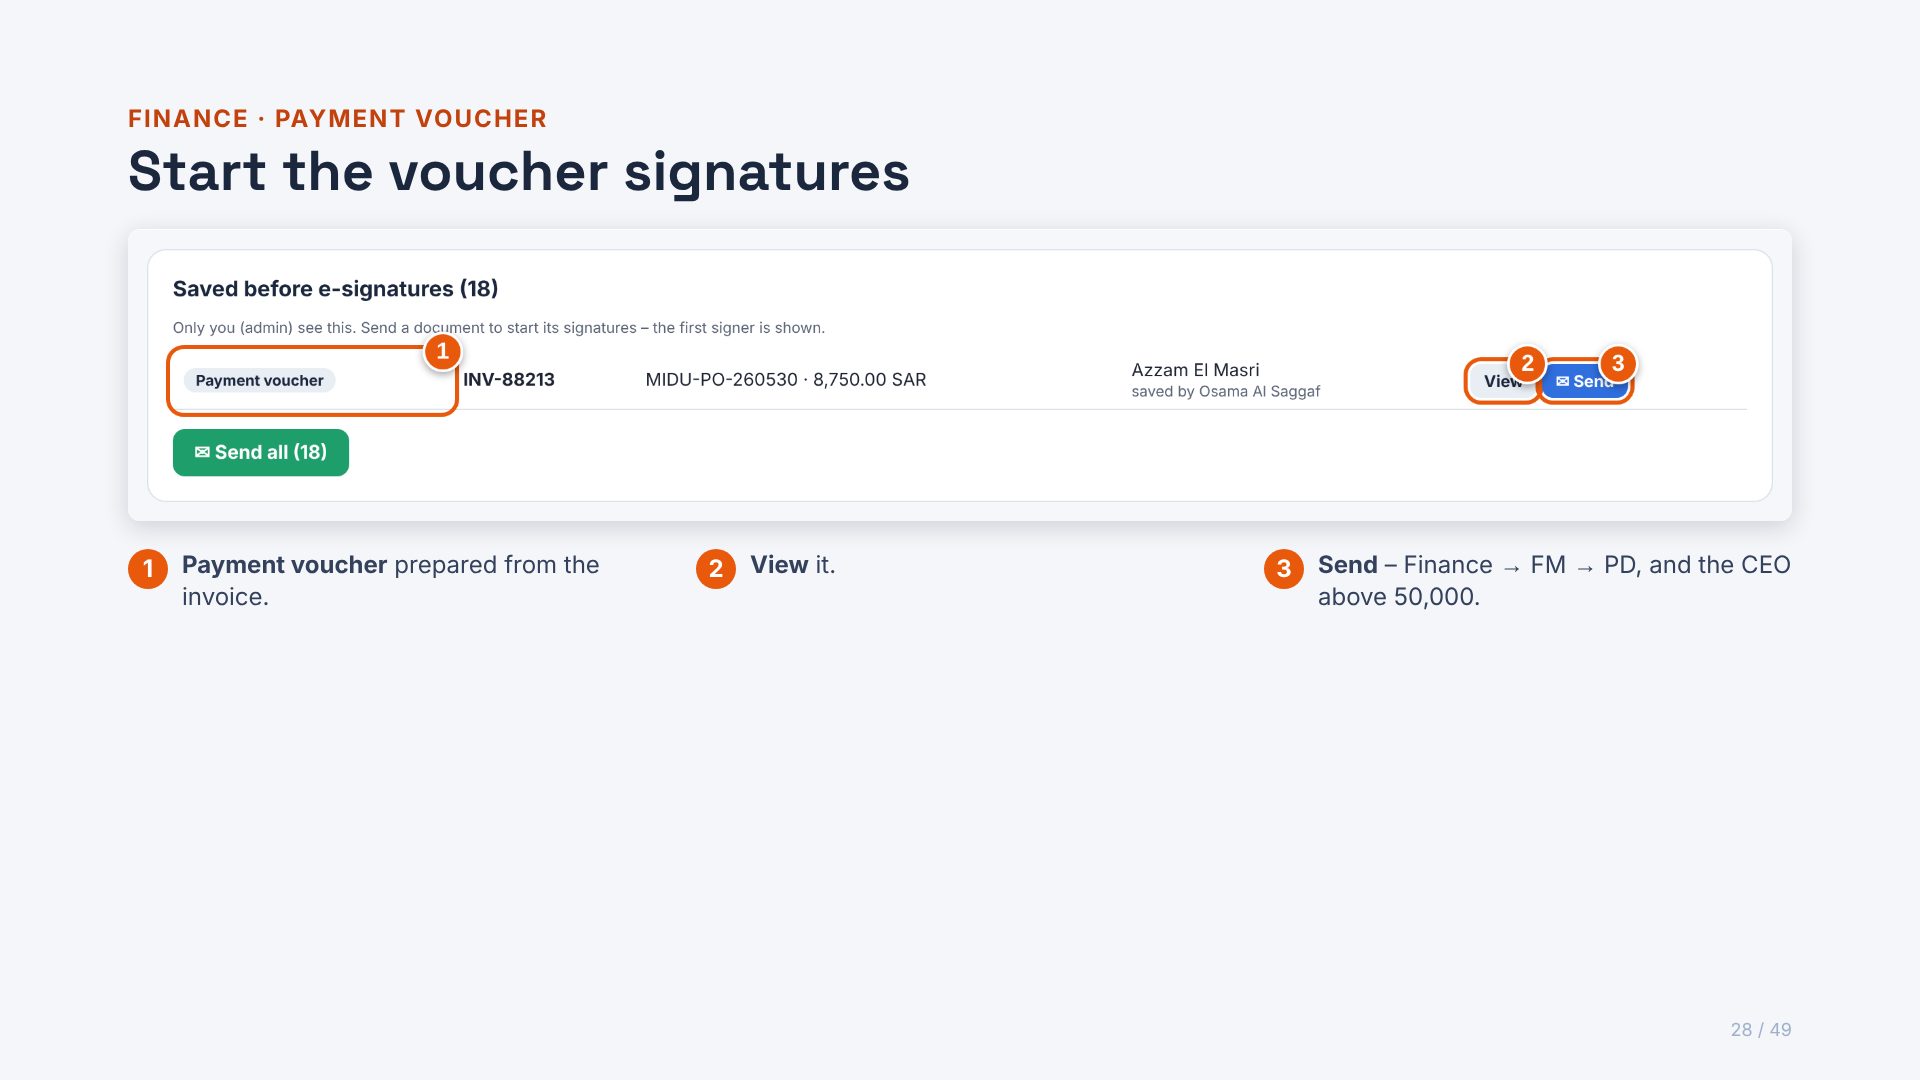 FINANCE · PAYMENT VOUCHER
Start the voucher signatures
Saved before e-signatures (18)
Only you (admin) see this. Send a document to start its signatures – the first signer is shown.
1
Payment voucher
INV-88213
MIDU-PO-260530 · 8,750.00 SAR
Azzam El Masri
saved by Osama Al Saggaf
View
2
✉ Send
3
✉ Send all (18)
1 Payment voucher prepared from the
invoice.
2 View it.
3 Send – Finance → FM → PD, and the CEO
above 50,000.
28 / 49